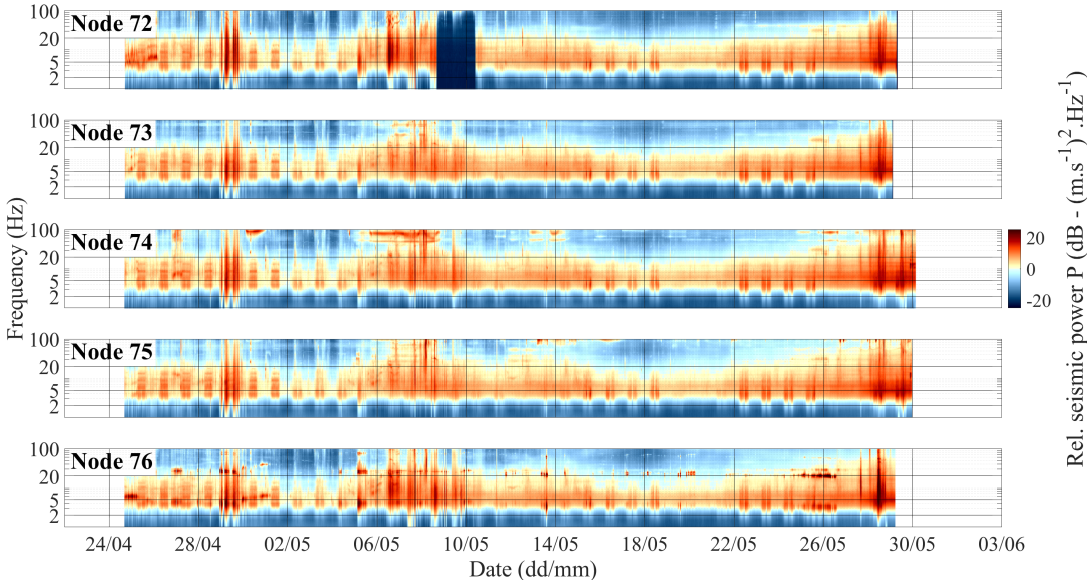 Node 72
100
20
5
2
Node 73
100
20
5
2
Node 74
100
20
5
2
Node 75
100
20
5
2
Node 76
100
20
5
2
Frequency (Hz)
24/04 28/04 02/05 06/05 10/05 14/05 18/05 22/05 26/05 30/05 03/06
Date (dd/mm)
20
0
-20
Rel. seismic power P (dB - (m.s⁻¹)².Hz⁻¹)